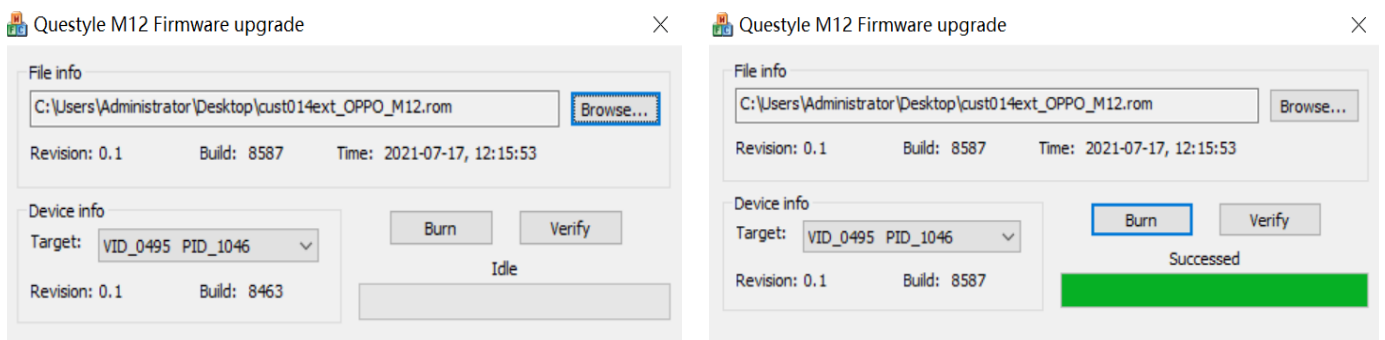 Questyle M12 Firmware upgrade
File info
C:\Users\Administrator\Desktop\cust014ext_OPPO_M12.rom
Browse...
Revision: 0.1 Build: 8587 Time: 2021-07-17, 12:15:53
Device info
Target: VID_0495 PID_1046
Burn Verify
Idle
Revision: 0.1 Build: 8463
Questyle M12 Firmware upgrade
File info
C:\Users\Administrator\Desktop\cust014ext_OPPO_M12.rom
Browse...
Revision: 0.1 Build: 8587 Time: 2021-07-17, 12:15:53
Device info
Target: VID_0495 PID_1046
Burn Verify
Successed
Revision: 0.1 Build: 8587